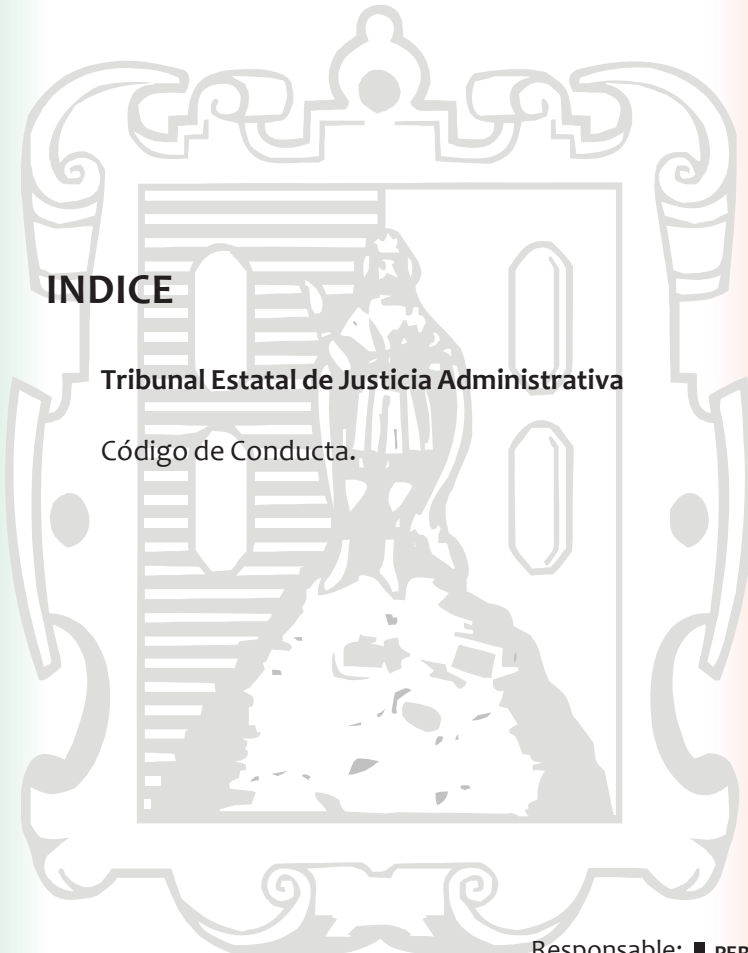 INDICE
Tribunal Estatal de Justicia Administrativa
Código de Conducta.
Responsable: